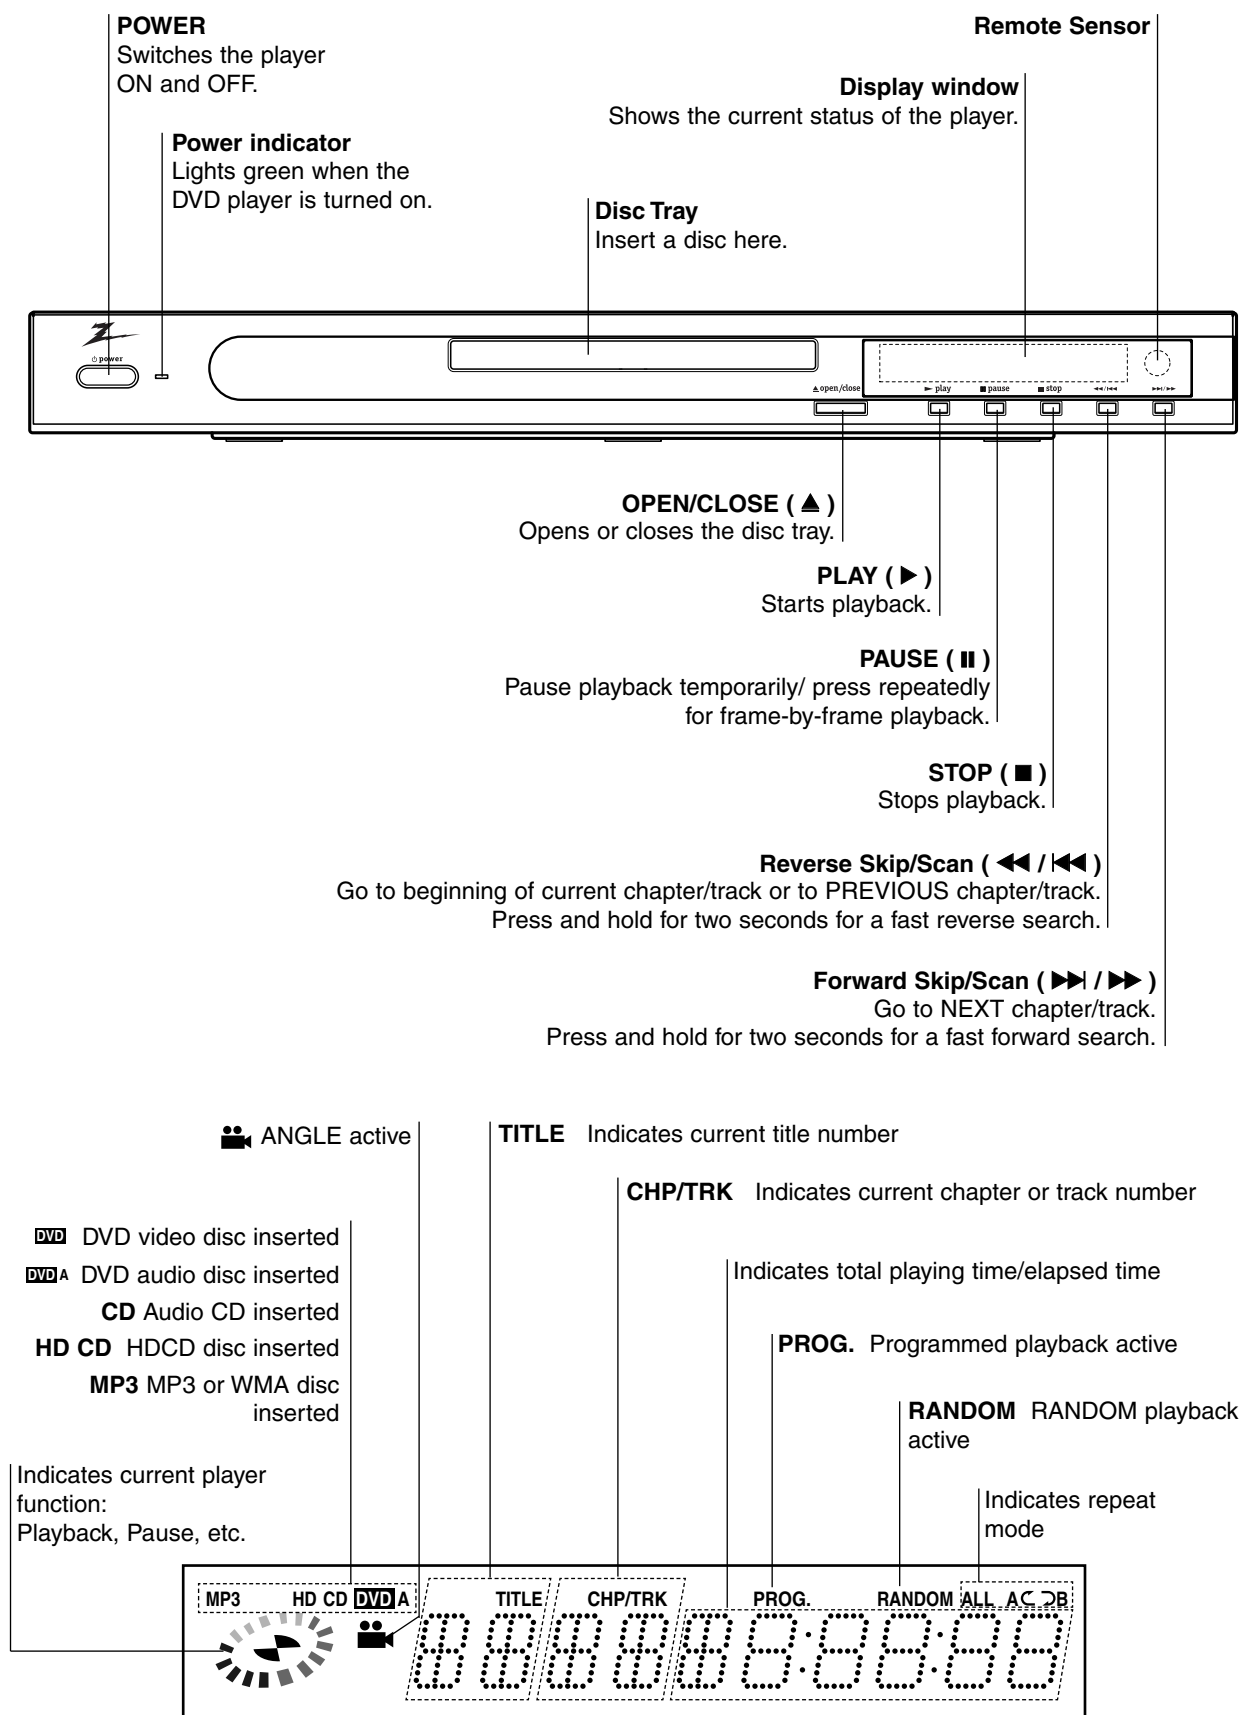 POWER
Switches the player
ON and OFF.
Remote Sensor
Display window
Shows the current status of the player.
Power indicator
Lights green when the
DVD player is turned on.
Disc Tray
Insert a disc here.
power
open/close
play
pause
stop
OPEN/CLOSE ( ▲ )
Opens or closes the disc tray.
PLAY ( ▶ )
Starts playback.
PAUSE ( ❚❚ )
Pause playback temporarily/ press repeatedly
for frame-by-frame playback.
STOP ( ■ )
Stops playback.
Reverse Skip/Scan ( ◀◀ / |◀◀ )
Go to beginning of current chapter/track or to PREVIOUS chapter/track.
Press and hold for two seconds for a fast reverse search.
Forward Skip/Scan ( ▶▶| / ▶▶ )
Go to NEXT chapter/track.
Press and hold for two seconds for a fast forward search.
ANGLE active
TITLE Indicates current title number
CHP/TRK Indicates current chapter or track number
DVD DVD video disc inserted
DVD A DVD audio disc inserted
CD Audio CD inserted
HD CD HDCD disc inserted
MP3 MP3 or WMA disc
inserted
Indicates total playing time/elapsed time
PROG. Programmed playback active
RANDOM RANDOM playback
active
Indicates current player
function:
Playback, Pause, etc.
Indicates repeat
mode
MP3 HD CD DVD A TITLE CHP/TRK PROG. RANDOM ALL A B